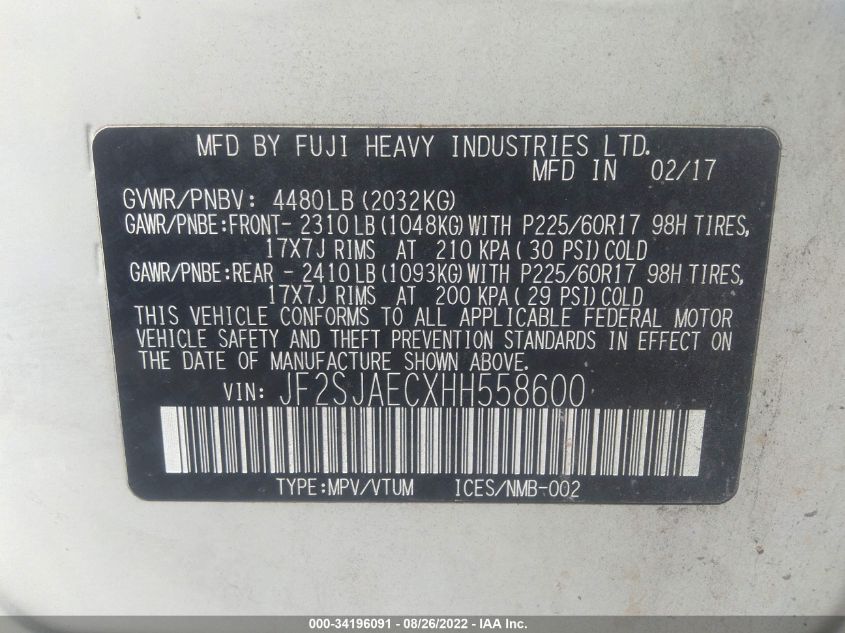 MFD BY FUJI HEAVY INDUSTRIES LTD.
MFD IN 02/17
GVWR/PNBV: 4480LB(2032KG)
GAWR/PNBE:FRONT- 2310LB(1048KG)WITH P225/60R17 98H TIRES,
17X7J RIMS AT 210 KPA(30 PSI)COLD
GAWR/PNBE:REAR - 2410LB(1093KG)WITH P225/60R17 98H TIRES,
17X7J RIMS AT 200 KPA(29 PSI)COLD
THIS VEHICLE CONFORMS TO ALL APPLICABLE FEDERAL MOTOR
VEHICLE SAFETY AND THEFT PREVENTION STANDARDS IN EFFECT ON
THE DATE OF MANUFACTURE SHOWN ABOVE.
VIN: JF2SJAECXHH558600
TYPE:MPV/VTUM ICES/NMB-002
000-34196091 - 08/26/2022 - IAA Inc.